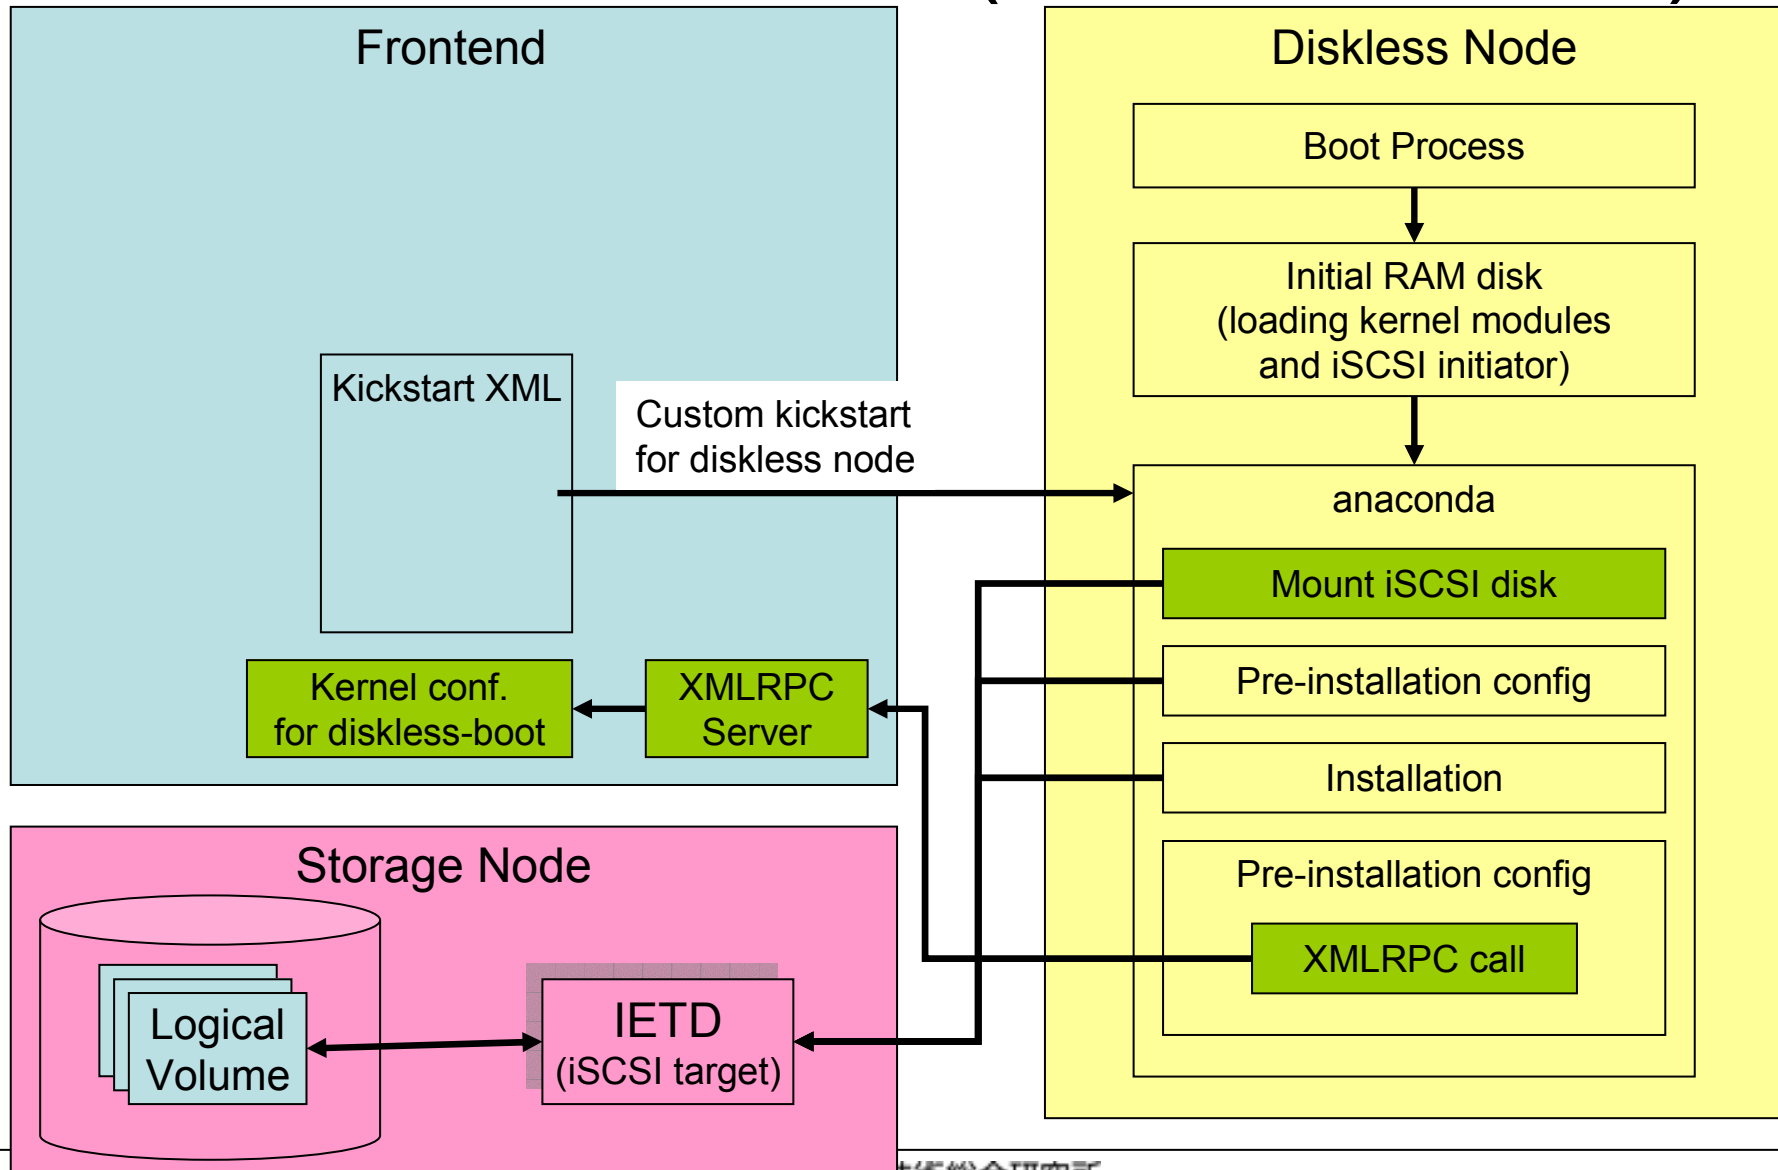 Frontend
Kickstart XML
Custom kickstart
for diskless node
Kernel conf.
for diskless-boot
XMLRPC
Server
Storage Node
Logical
Volume
IETD
(iSCSI target)
Diskless Node
Boot Process
Initial RAM disk
(loading kernel modules
and iSCSI initiator)
anaconda
Mount iSCSI disk
Pre-installation config
Installation
Pre-installation config
XMLRPC call